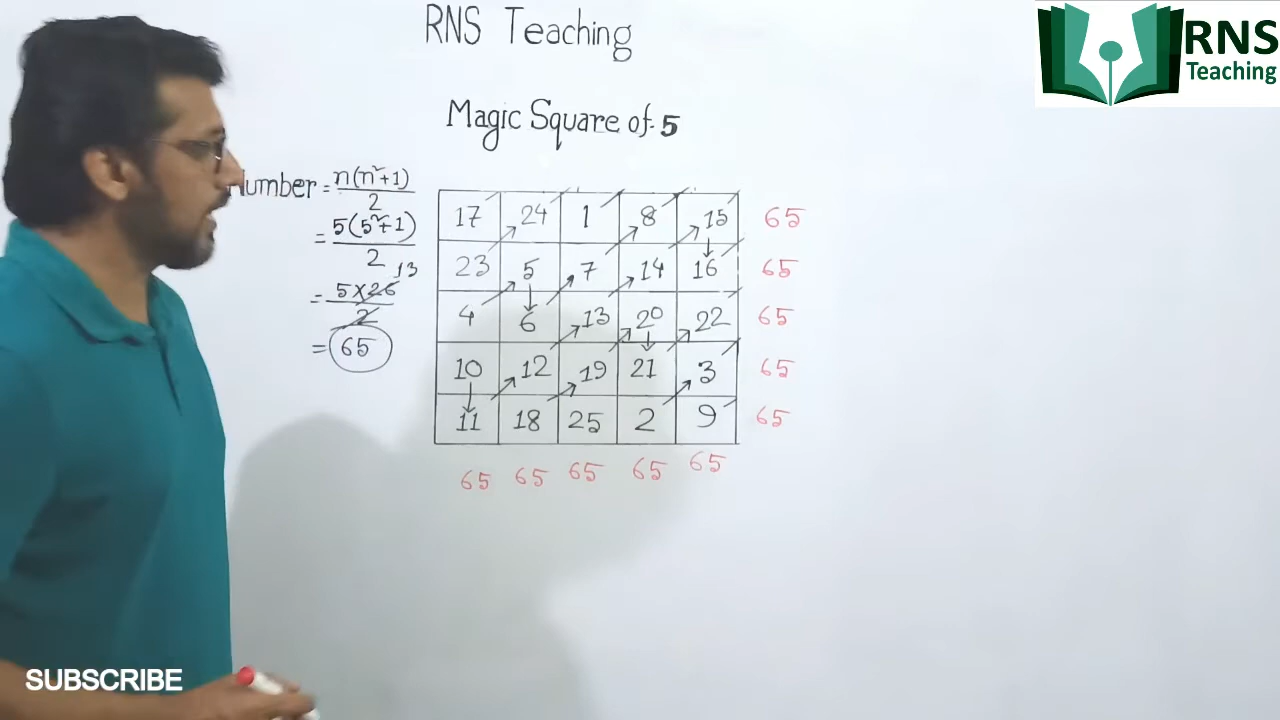 RNS Teaching
RNS
Teaching
Magic Square of 5
Number = n(n²+1)
2
= 5(5²+1)
2
13
= 5×26
2
= 65
17 24 1 8 15 65
23 5 7 14 16 65
4 6 13 20 22 65
10 12 19 21 3 65
11 18 25 2 9 65
65 65 65 65 65
SUBSCRIBE